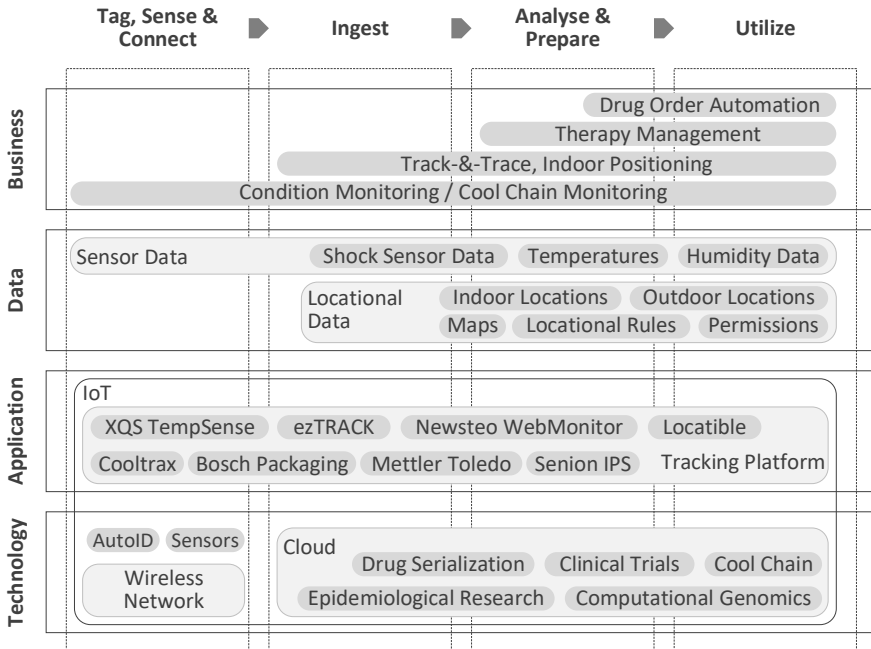 Tag, Sense &
Connect
Ingest
Analyse &
Prepare
Utilize
Business
Drug Order Automation
Therapy Management
Track-&-Trace, Indoor Positioning
Condition Monitoring / Cool Chain Monitoring
Data
Sensor Data
Shock Sensor Data
Temperatures
Humidity Data
Locational
Data
Indoor Locations
Outdoor Locations
Maps
Locational Rules
Permissions
Application
IoT
XQS TempSense
ezTRACK
Newsteo WebMonitor
Locatible
Cooltrax
Bosch Packaging
Mettler Toledo
Senion IPS
Tracking Platform
Technology
AutoID
Sensors
Wireless
Network
Cloud
Drug Serialization
Clinical Trials
Cool Chain
Epidemiological Research
Computational Genomics